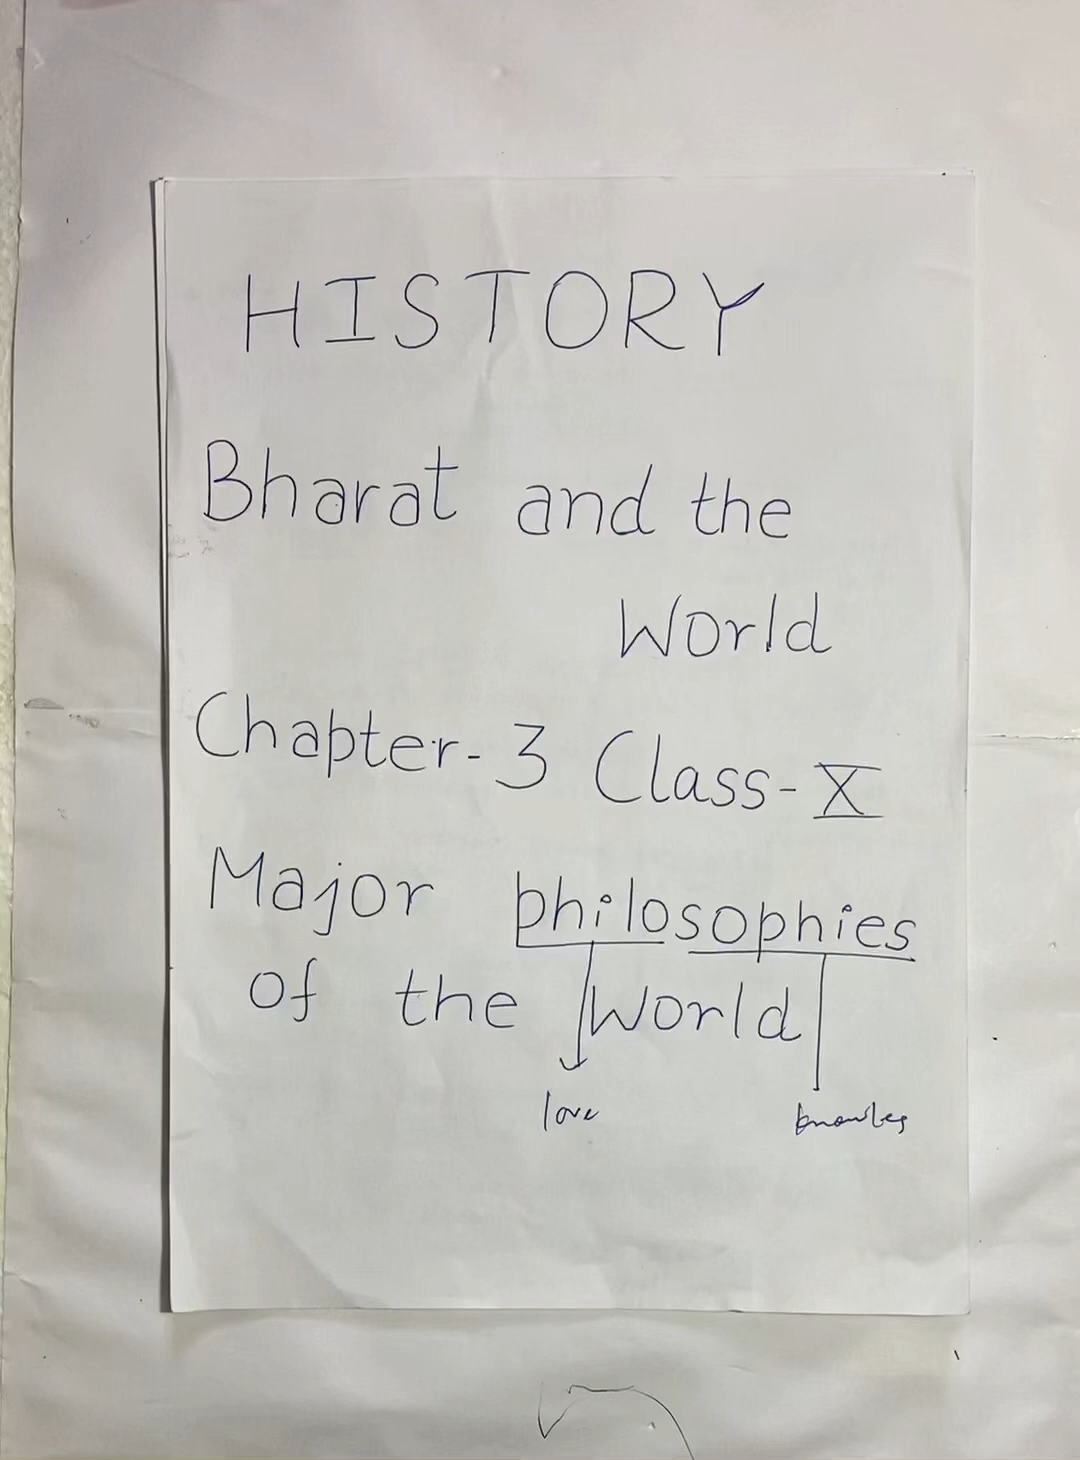 HISTORY
Bharat and the
World
Chapter-3 Class-X
Major philosophies
of the World
love